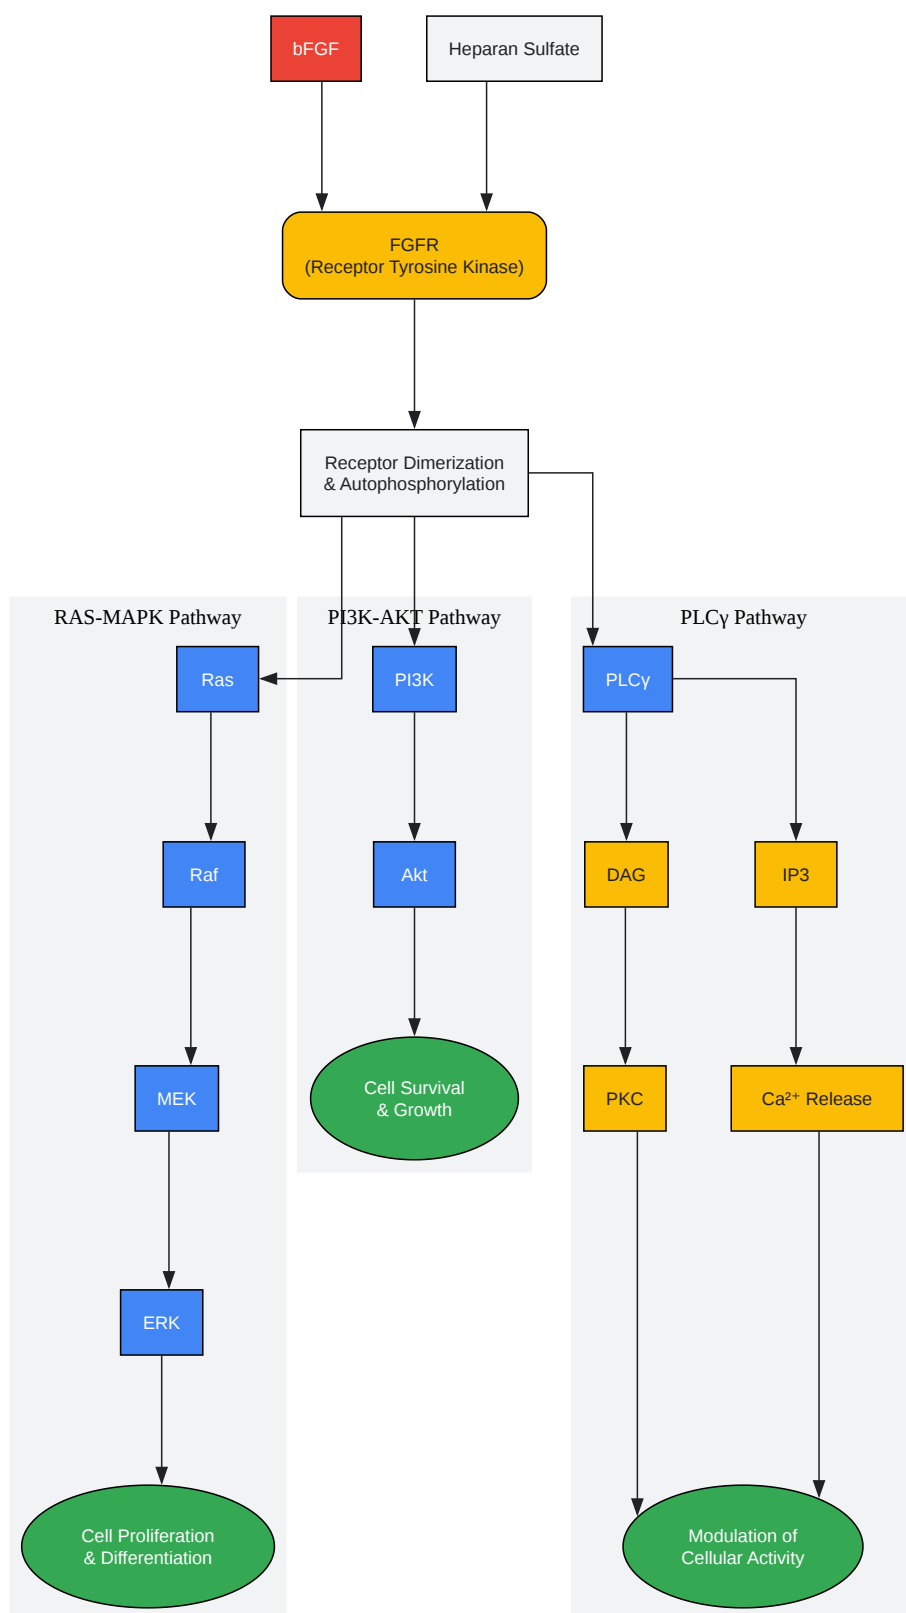 bFGF
Heparan Sulfate
FGFR
(Receptor Tyrosine Kinase)
Receptor Dimerization
& Autophosphorylation
RAS-MAPK Pathway
PI3K-AKT Pathway
PLCγ Pathway
Ras
PI3K
PLCγ
Raf
Akt
DAG
IP3
Cell Survival
& Growth
MEK
PKC
Ca²⁺ Release
ERK
Cell Proliferation
& Differentiation
Modulation of
Cellular Activity